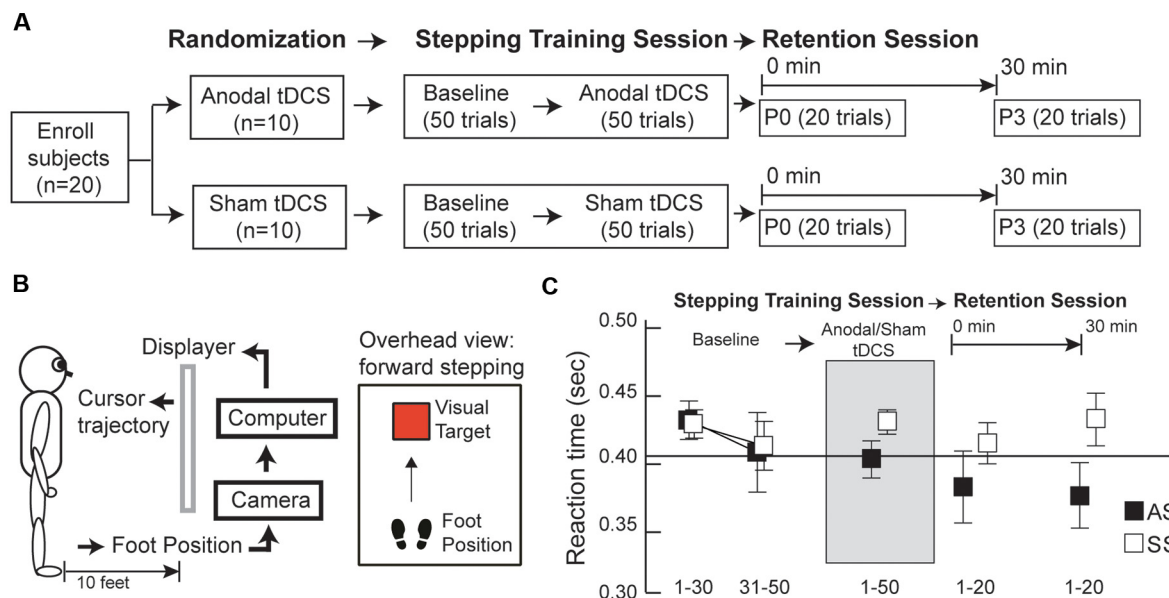 A
Randomization
Stepping Training Session
Retention Session
0 min
30 min
Enroll
subjects
(n=20)
Anodal tDCS
(n=10)
Baseline
(50 trials)
Anodal tDCS
(50 trials)
P0 (20 trials)
P3 (20 trials)
0 min
30 min
Sham tDCS
(n=10)
Baseline
(50 trials)
Sham tDCS
(50 trials)
P0 (20 trials)
P3 (20 trials)
B
Displayer
Cursor
trajectory
Computer
Camera
Foot Position
10 feet
Overhead view:
forward stepping
Visual
Target
Foot
Position
C
Stepping Training Session
Retention Session
Baseline
Anodal/Sham
tDCS
0 min
30 min
Reaction time (sec)
0.50
0.45
0.40
0.35
0.30
1-30
31-50
1-50
1-20
1-20
AS
SS